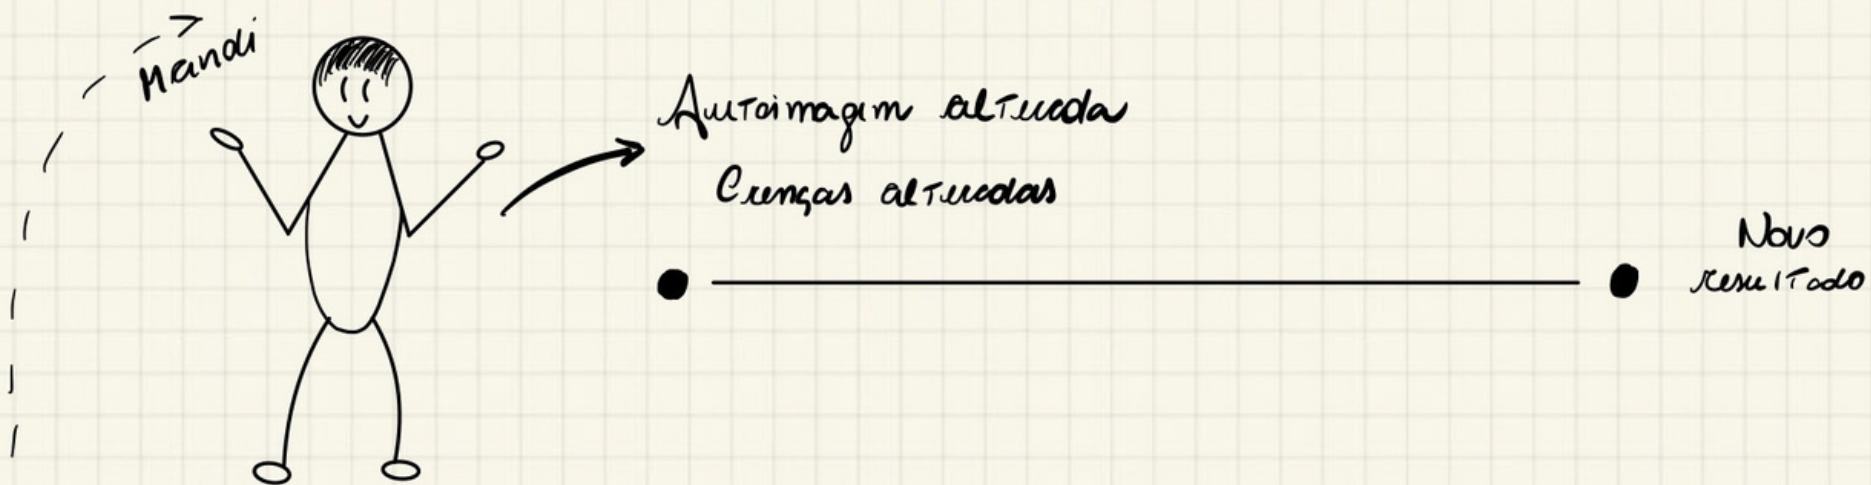 Mandi
Autoimagem alterada
Crenças alteradas
Novo
resultado